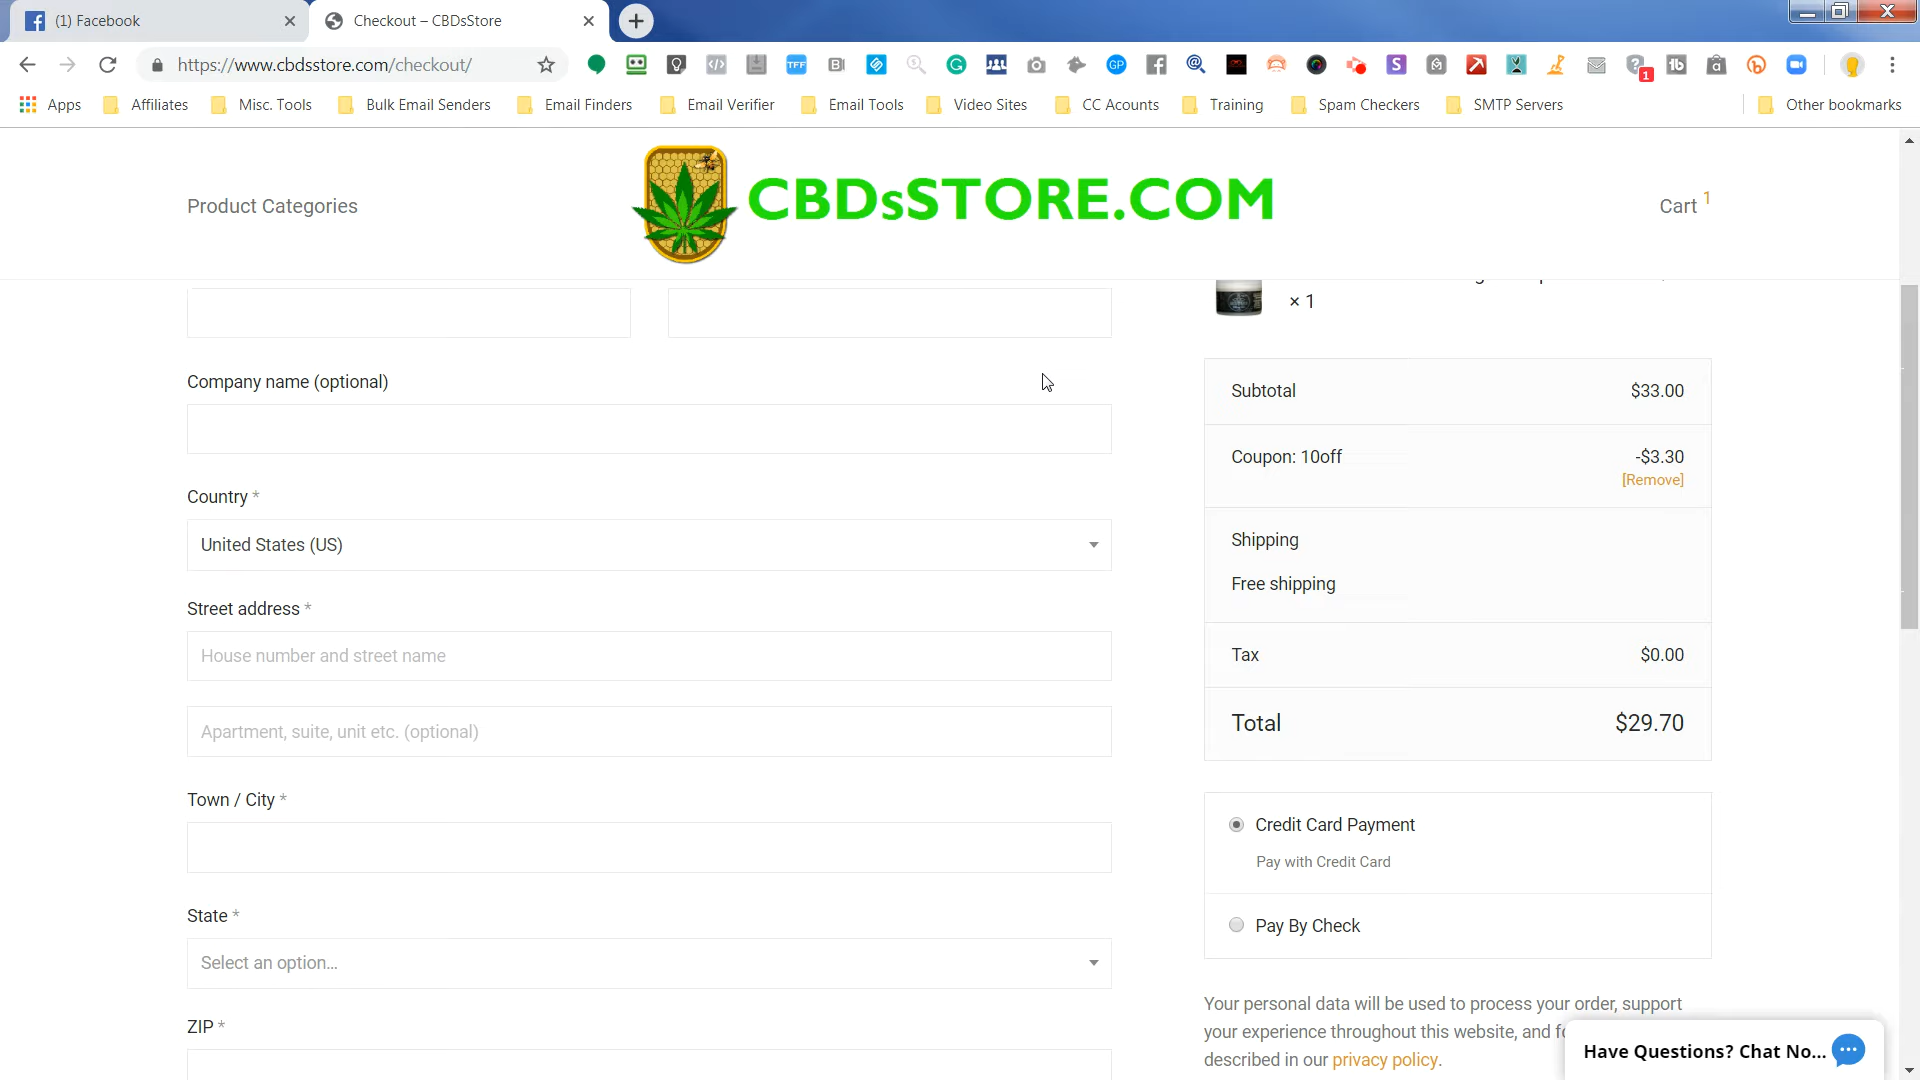 (1) Facebook
Checkout – CBDsStore
https://www.cbdsstore.com/checkout/
TFF
GP
1
Apps
Affiliates
Misc. Tools
Bulk Email Senders
Email Finders
Email Verifier
Email Tools
Video Sites
CC Acounts
Training
Spam Checkers
SMTP Servers
Other bookmarks
Product Categories
CBDsSTORE.COM
Cart 1
× 1
Company name (optional)
Country *
United States (US)
Street address *
House number and street name
Apartment, suite, unit etc. (optional)
Town / City *
State *
Select an option...
ZIP *
Subtotal $33.00
Coupon: 10off -$3.30
[Remove]
Shipping
Free shipping
Tax $0.00
Total $29.70
Credit Card Payment
Pay with Credit Card
Pay By Check
Your personal data will be used to process your order, support
your experience throughout this website, and
described in our privacy policy.
Have Questions? Chat No...